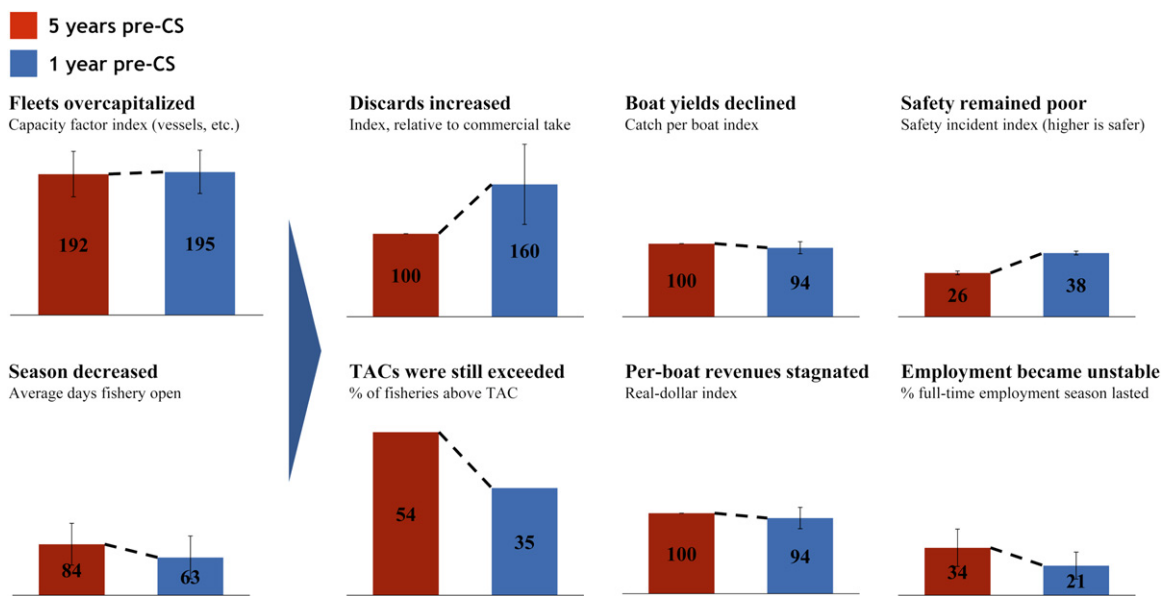 5 years pre-CS
1 year pre-CS
Fleets overcapitalized
Capacity factor index (vessels, etc.)
192
195
Discards increased
Index, relative to commercial take
100
160
Boat yields declined
Catch per boat index
100
94
Safety remained poor
Safety incident index (higher is safer)
26
38
Season decreased
Average days fishery open
84
63
TACs were still exceeded
% of fisheries above TAC
54
35
Per-boat revenues stagnated
Real-dollar index
100
94
Employment became unstable
% full-time employment season lasted
34
21